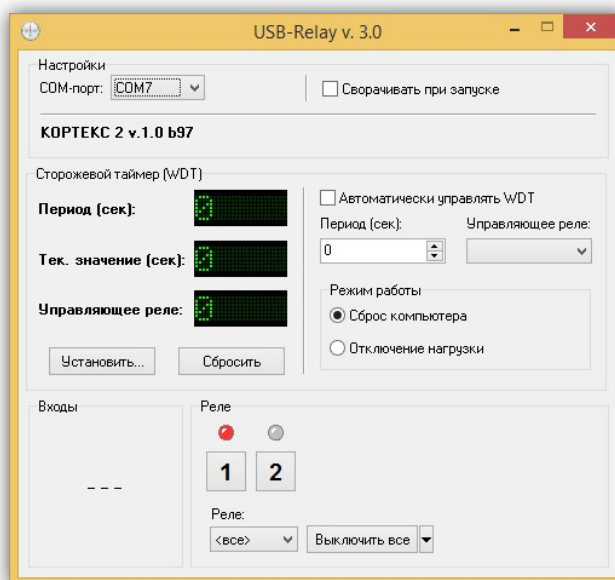 USB-Relay v. 3.0
Настройки
COM-порт: COM7
Сворачивать при запуске
КОРТЕКС 2 v.1.0 b97
Сторожевой таймер (WDT)
Период (сек): 0
Тек. значение (сек): 0
Управляющее реле: 0
Установить... Сбросить
Автоматически управлять WDT
Период (сек): Управляющее реле:
0
Режим работы
Сброс компьютера
Отключение нагрузки
Входы
- - -
Реле
1 2
Реле:
<все> Выключить все